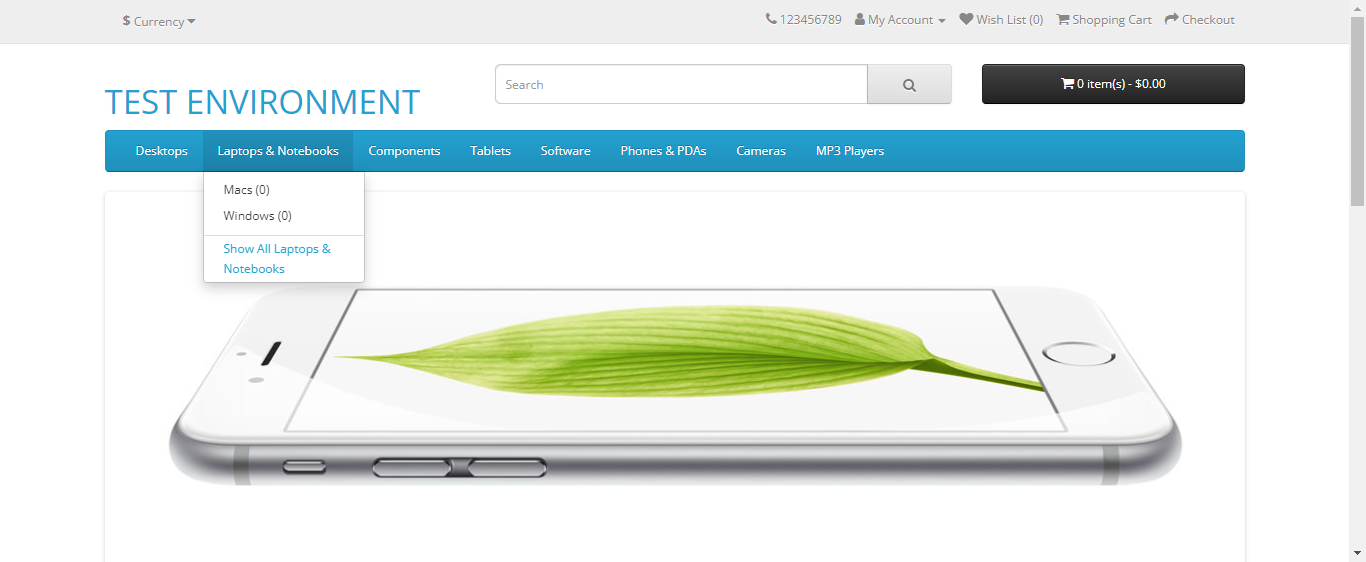 $ Currency
123456789 My Account Wish List (0) Shopping Cart Checkout
TEST ENVIRONMENT
Search
0 item(s) - $0.00
Desktops Laptops & Notebooks Components Tablets Software Phones & PDAs Cameras MP3 Players
Macs (0)
Windows (0)
Show All Laptops &
Notebooks